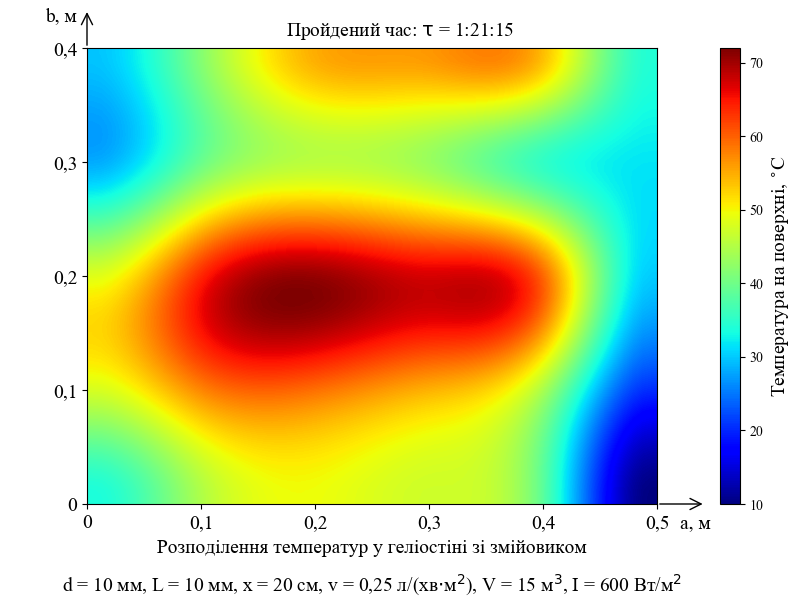 b, м
Пройдений час: τ = 1:21:15
0,4
0,3
0,2
0,1
0
0 0,1 0,2 0,3 0,4 0,5 a, м
70
60
50
40
30
20
10
Температура на поверхні, °C
Розподілення температур у геліостіні зі змійовиком
d = 10 мм, L = 10 мм, x = 20 см, v = 0,25 л/(хв·м²), V = 15 м³, I = 600 Вт/м²